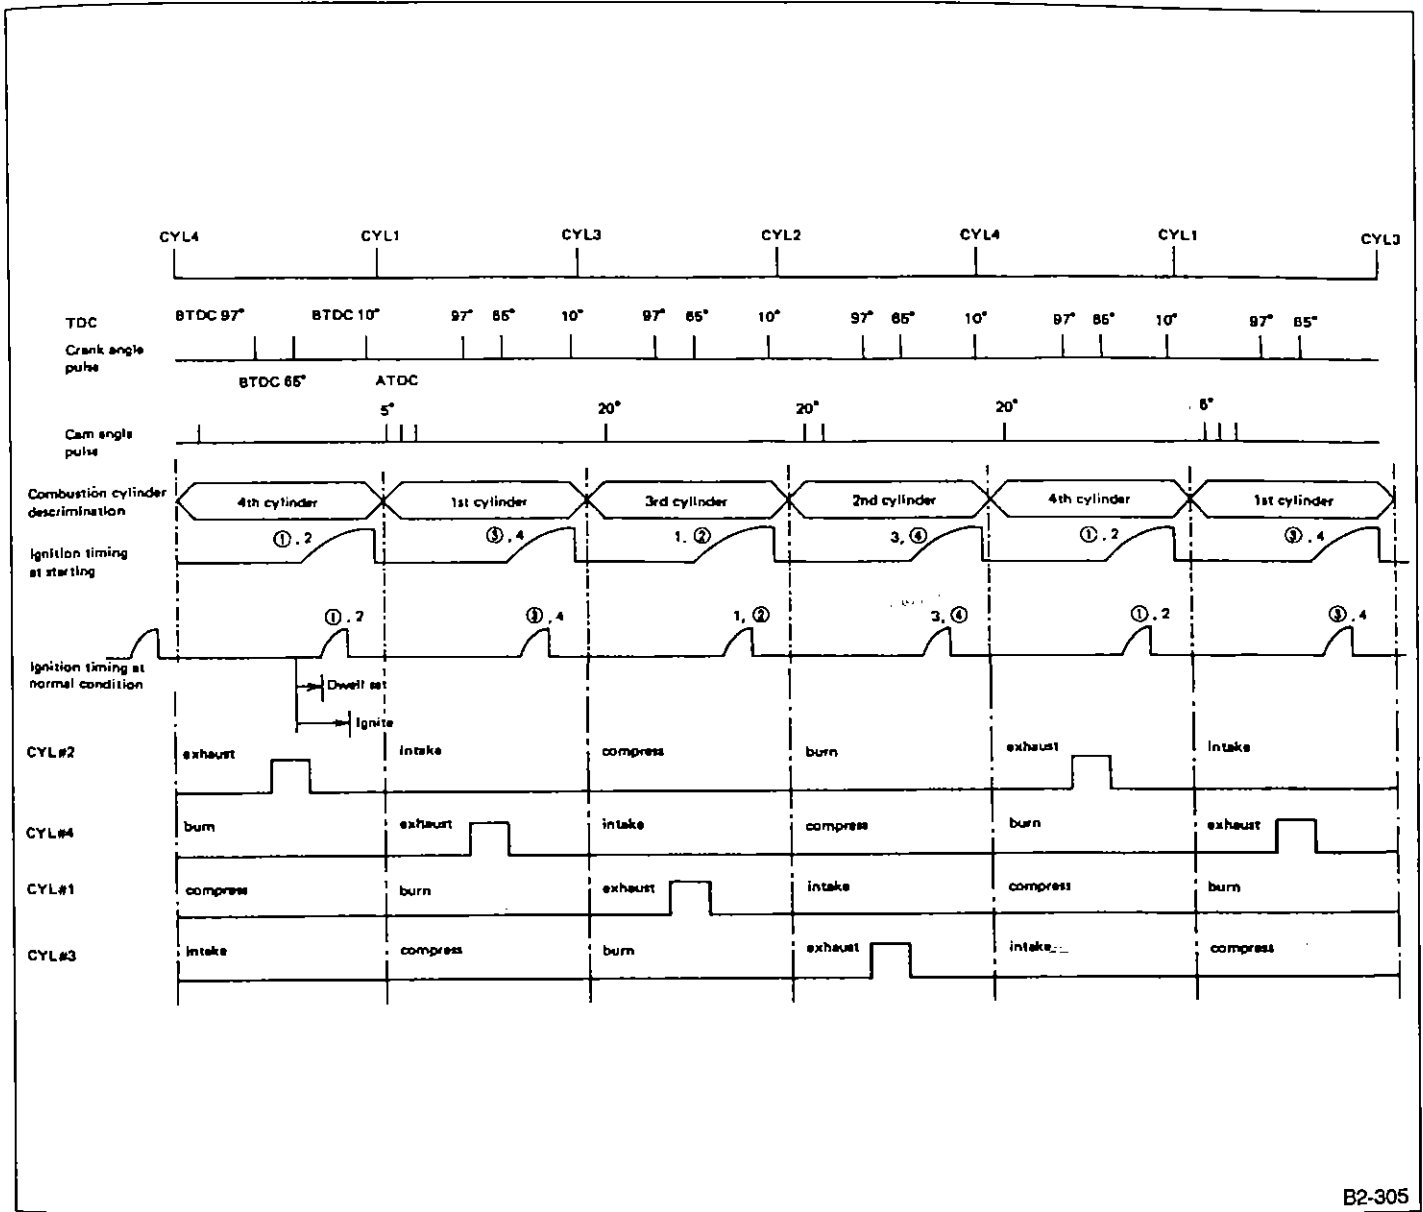 CYL4 CYL1 CYL3 CYL2 CYL4 CYL1 CYL3
TDC
BTDC 97° BTDC 10° 97° 65° 10° 97° 65° 10° 97° 65° 10° 97° 65° 10° 97° 65°
Crank angle
pulse
BTDC 65° ATDC
5° 20° 20° 20° 5°
Cam angle
pulse
Combustion cylinder
descrimination
4th cylinder 1st cylinder 3rd cylinder 2nd cylinder 4th cylinder 1st cylinder
Ignition timing
at starting
①, 2 ③, 4 1, ② 3, ④ ①, 2 ③, 4
①, 2 ③, 4 1, ② 3, ④ ①, 2 ③, 4
Ignition timing at
normal condition
Dwell set
Ignite
CYL#2 exhaust intake compress burn exhaust intake
CYL#4 burn exhaust intake compress burn exhaust
CYL#1 compress burn exhaust intake compress burn
CYL#3 intake compress burn exhaust intake compress
B2-305